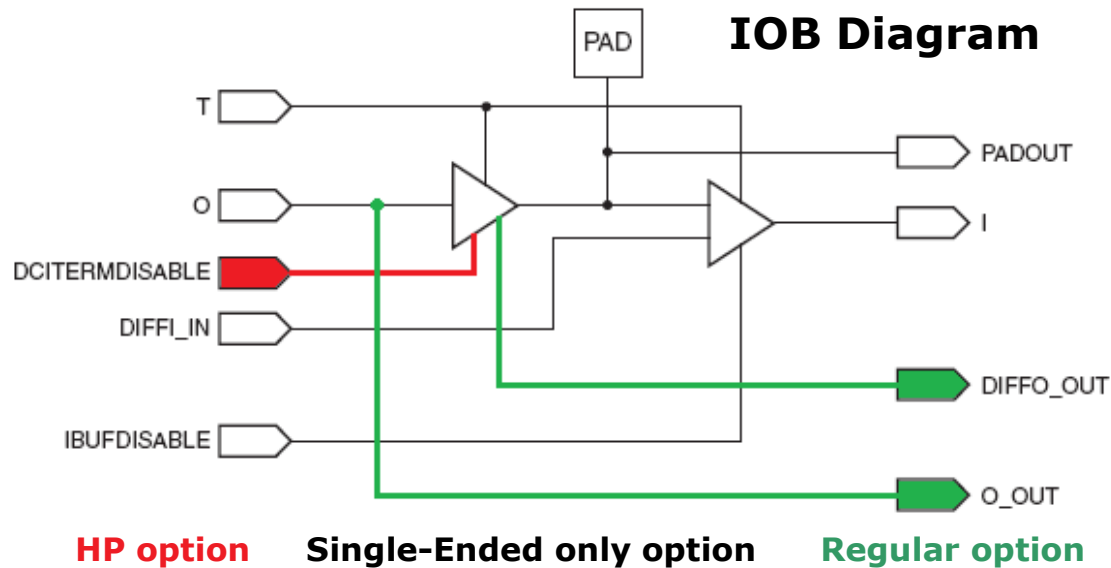 IOB Diagram
PAD
T
PADOUT
O
I
DCITERMDISABLE
DIFFI_IN
DIFFO_OUT
IBUFDISABLE
O_OUT
HP option Single-Ended only option Regular option